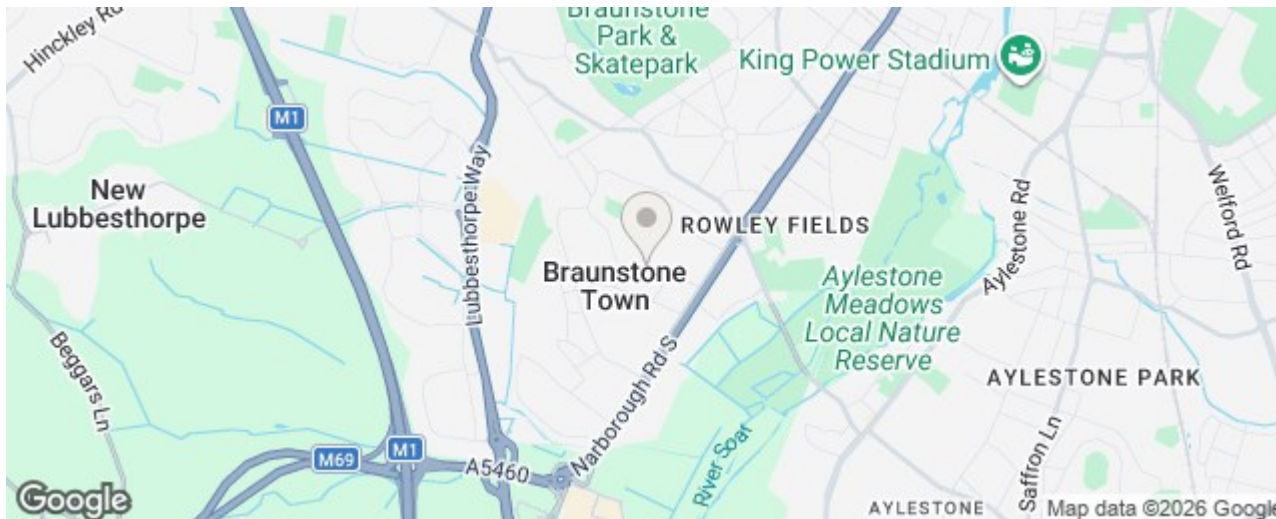 Hinckley Rd
Braunstone
Park &
Skatepark
King Power Stadium
M1
New
Lubbesthorpe
Lubbesthorpe Way
ROWLEY FIELDS
Welford Rd
Aylestone Rd
Braunstone
Town
Aylestone
Meadows
Local Nature
Reserve
Beggars Ln
Narborough Rd S
AYLESTONE PARK
M69
M1
A5460
River Soar
Saffron Ln
AYLESTONE
Google
Map data ©2026 Google